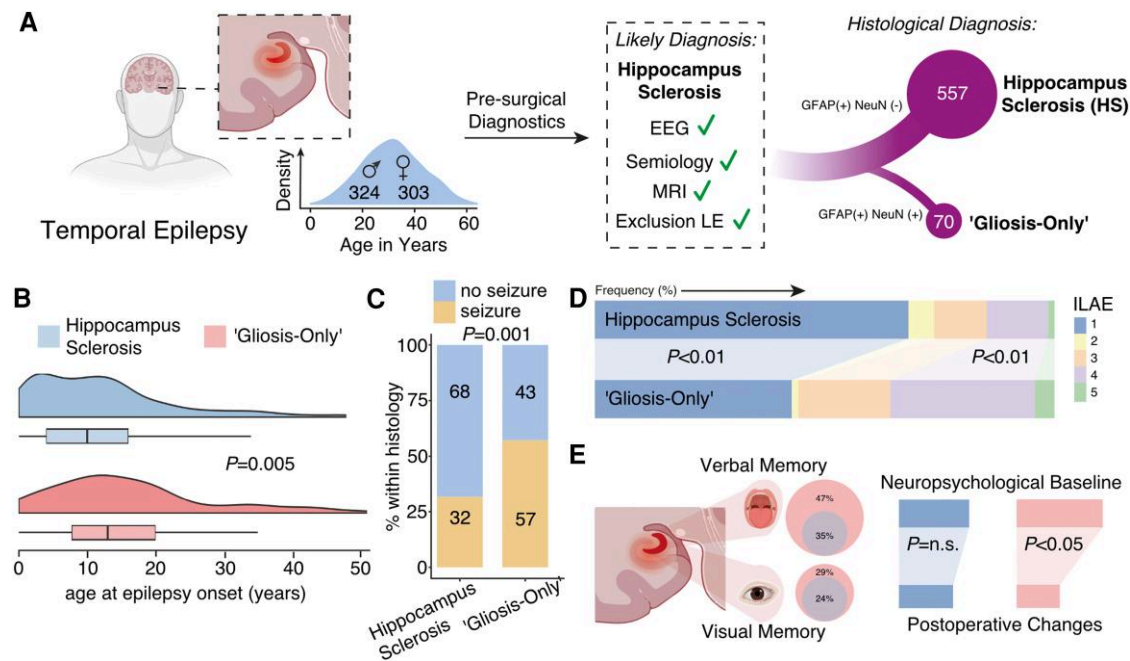 A
Temporal Epilepsy
Density
♂ ♀
324 303
0 20 40 60
Age in Years
Pre-surgical
Diagnostics
Likely Diagnosis:
Hippocampus
Sclerosis
EEG ✓
Semiology ✓
MRI ✓
Exclusion LE ✓
Histological Diagnosis:
GFAP(+) NeuN (-)
557
Hippocampus
Sclerosis (HS)
GFAP(+) NeuN (+)
70
'Gliosis-Only'
B
Hippocampus
Sclerosis
'Gliosis-Only'
P=0.005
0 10 20 30 40 50
age at epilepsy onset (years)
C
no seizure
seizure
P=0.001
% within histology
100
75
50
25
0
68
32
43
57
Hippocampus
Sclerosis
'Gliosis-Only'
D
Frequency (%)
Hippocampus Sclerosis
P<0.01
P<0.01
'Gliosis-Only'
ILAE
1
2
3
4
5
E
Verbal Memory
47%
35%
29%
24%
Visual Memory
Neuropsychological Baseline
P=n.s.
P<0.05
Postoperative Changes